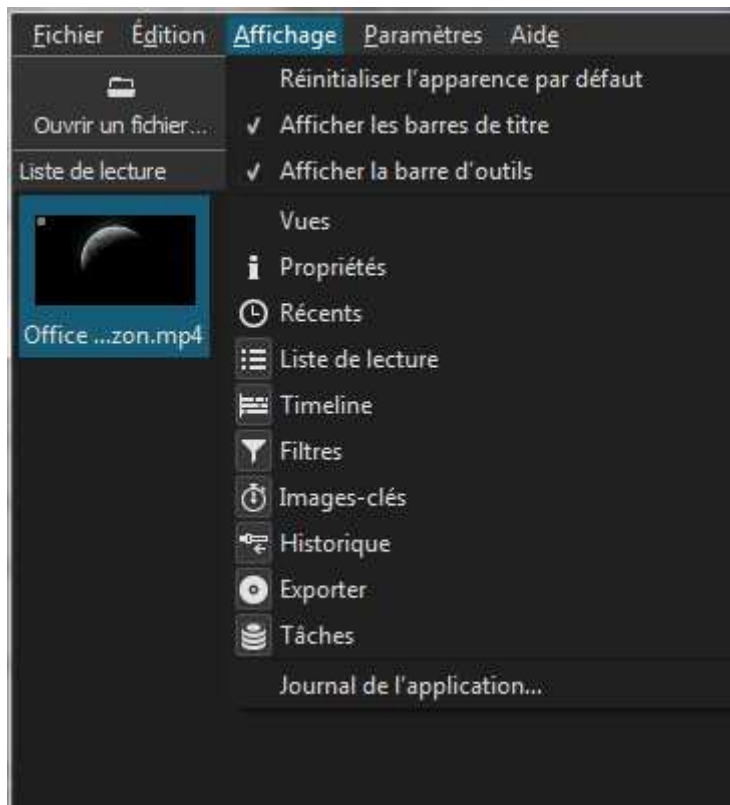 Fichier Édition Affichage Paramètres Aide
Ouvrir un fichier...
Liste de lecture
Office ...zon.mp4
Réinitialiser l'apparence par défaut
Afficher les barres de titre
Afficher la barre d'outils
Vues
Propriétés
Récents
Liste de lecture
Timeline
Filtres
Images-clés
Historique
Exporter
Tâches
Journal de l'application...